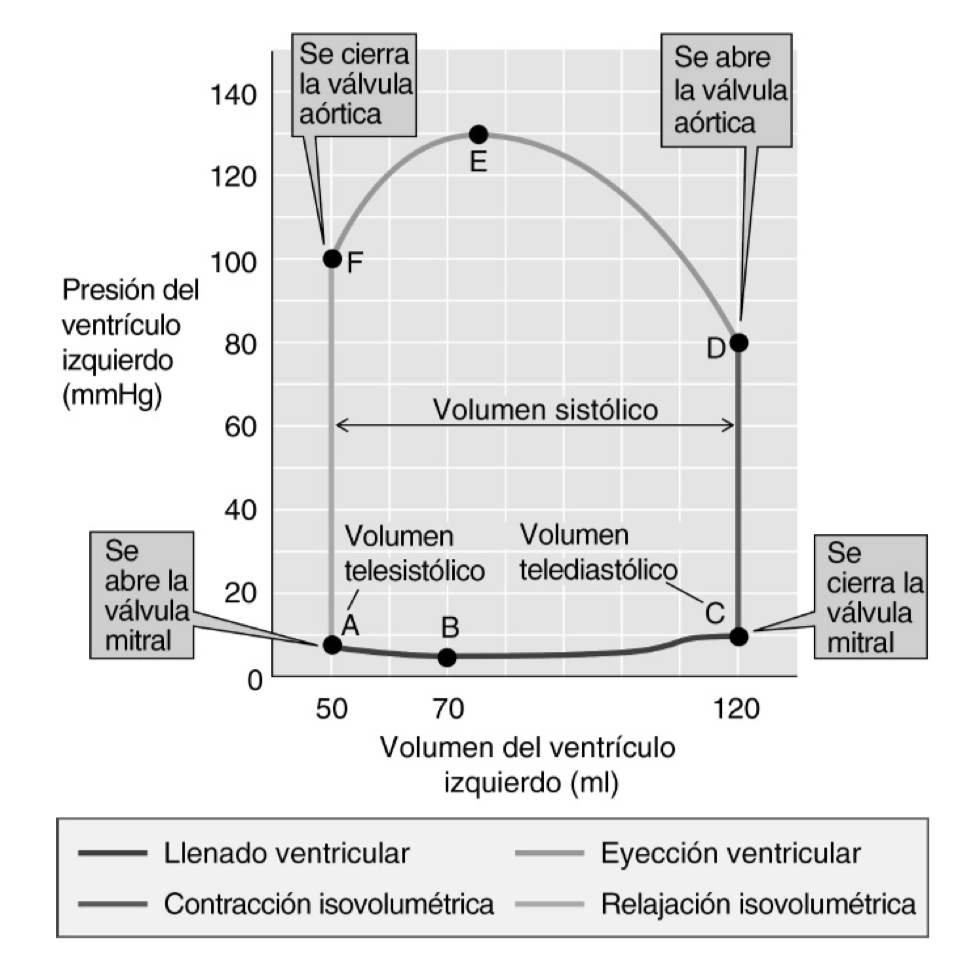 Se cierra
la válvula
aórtica
Se abre
la válvula
aórtica
140
120
100
80
60
40
20
0
Presión del
ventrículo
izquierdo
(mmHg)
E
F
D
Volumen sistólico
Volumen
telesistólico
Volumen
telediastólico
A
B
C
Se
abre la
válvula
mitral
Se
cierra la
válvula
mitral
50 70 120
Volumen del ventrículo
izquierdo (ml)
Llenado ventricular
Eyección ventricular
Contracción isovolumétrica
Relajación isovolumétrica